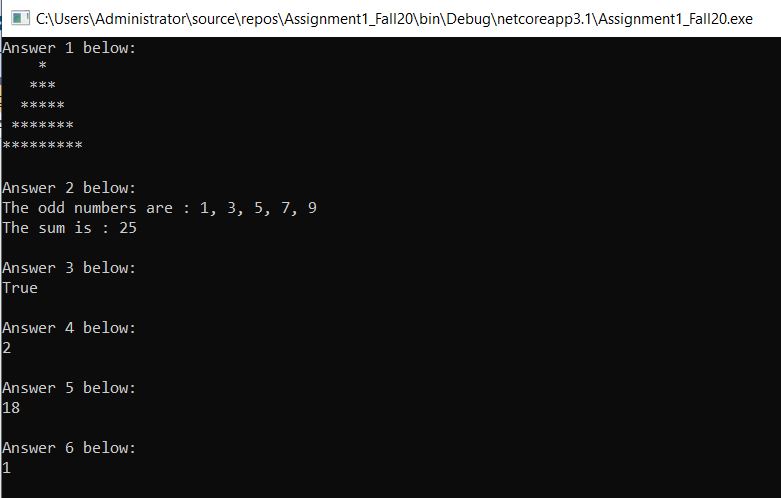 C:\Users\Administrator\source\repos\Assignment1_Fall20\bin\Debug\netcoreapp3.1\Assignment1_Fall20.exe
Answer 1 below:
    *
   ***
  *****
 *******
*********
Answer 2 below:
The odd numbers are : 1, 3, 5, 7, 9
The sum is : 25
Answer 3 below:
True
Answer 4 below:
2
Answer 5 below:
18
Answer 6 below:
1